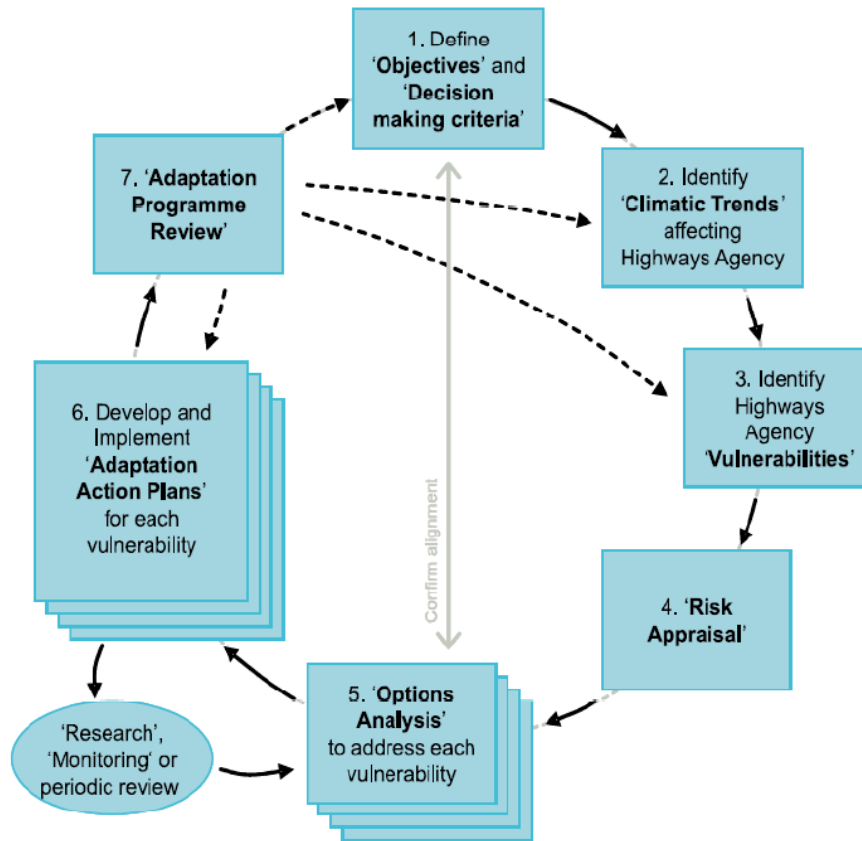 1. Define
‘Objectives’ and
‘Decision
making criteria’
2. Identify
‘Climatic Trends’
affecting
Highways Agency
3. Identify
Highways
Agency
‘Vulnerabilities’
4. ‘Risk
Appraisal’
5. ‘Options
Analysis’
to address each
vulnerability
6. Develop and
Implement
‘Adaptation
Action Plans’
for each
vulnerability
‘Research’,
‘Monitoring‘ or
periodic review
7. ‘Adaptation
Programme
Review’
Confirm alignment